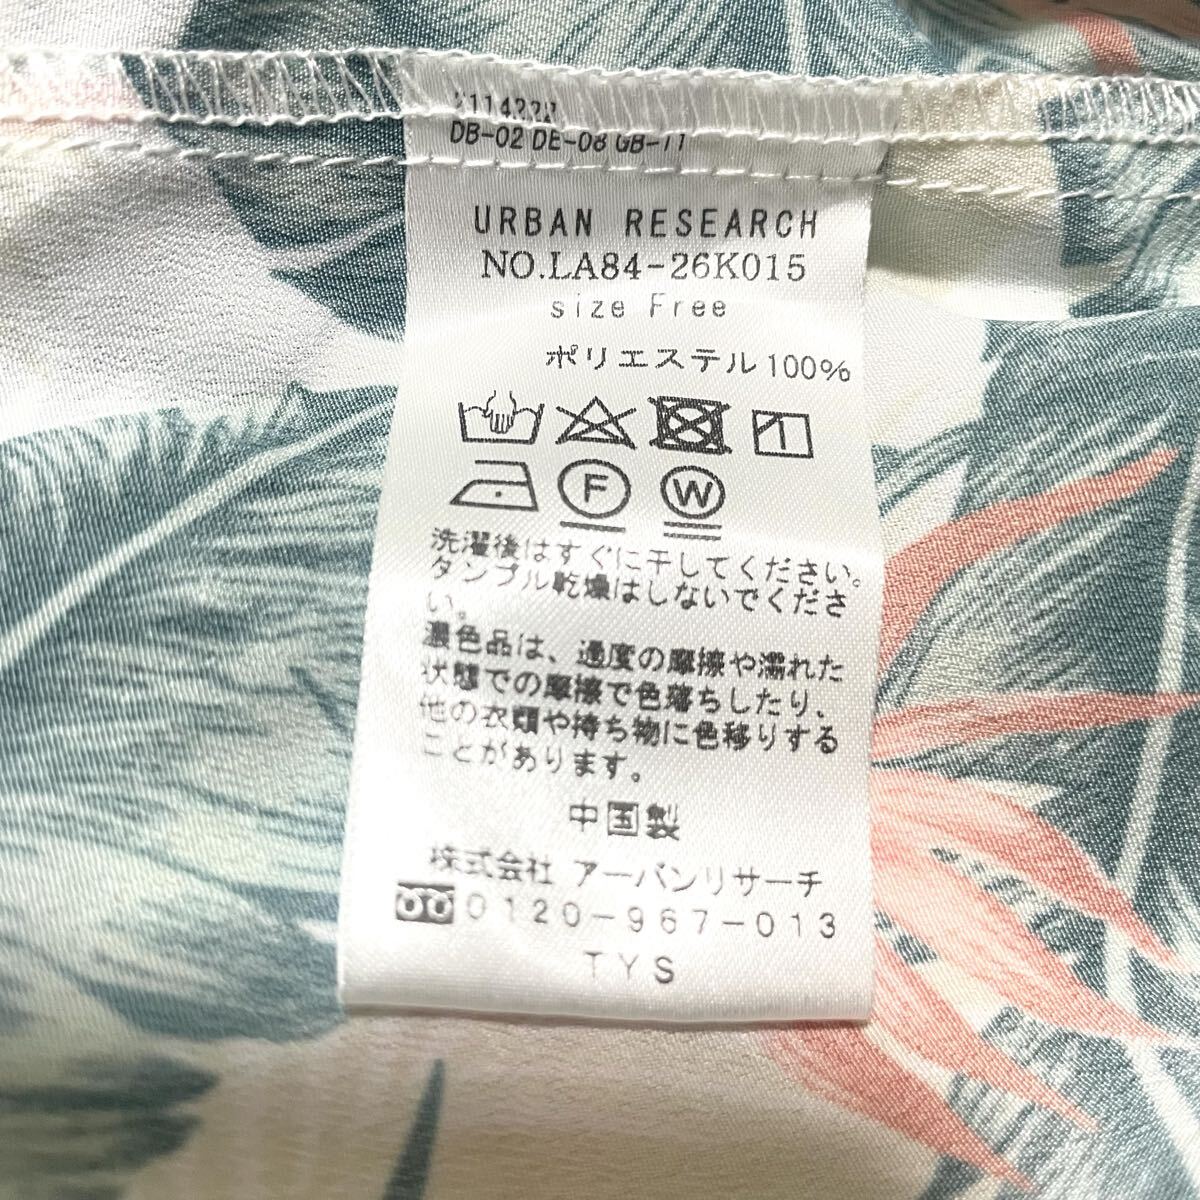 DB-02 DE-08 GB-11
URBAN RESEARCH
NO.LA84-26K015
size Free
ポリエステル100%
F W
洗濯後はすぐに干してください。
タンブル乾燥はしないでくださ
い。
濃色品は、過度の摩擦や濡れた
状態での摩擦で色落ちしたり、
他の衣類や持ち物に色移りする
ことがあります。
中国製
株式会社 アーバンリサーチ
0120-967-013
TYS